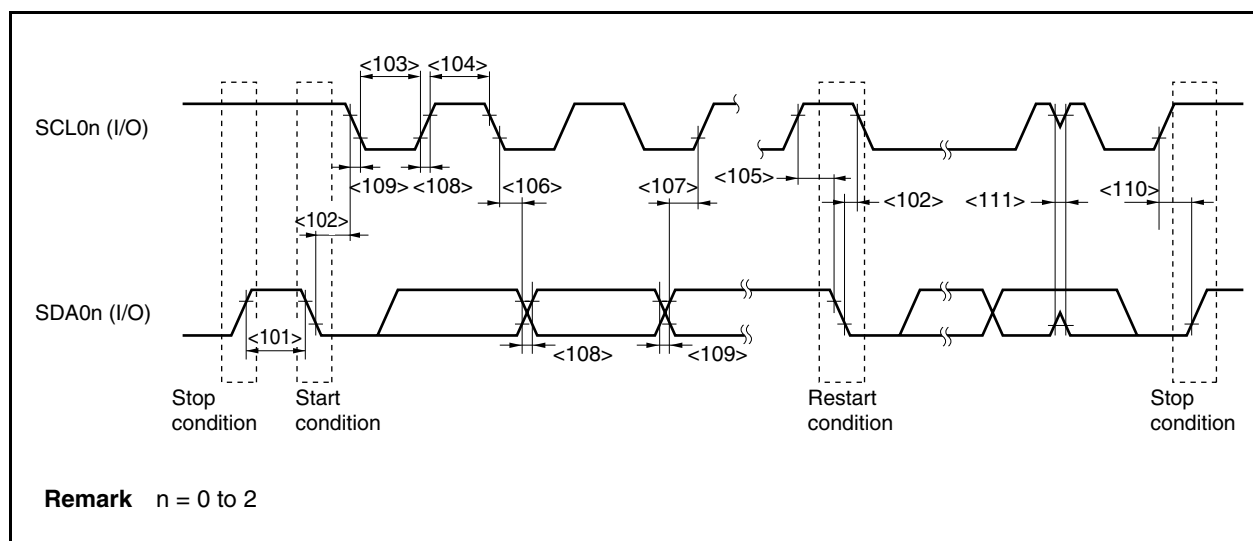 <103> <104>
SCL0n (I/O)
<109> <108> <106> <107> <105> <102> <111> <110>
<102>
SDA0n (I/O)
<101> <108> <109>
Stop condition
Start condition
Restart condition
Stop condition
Remark n = 0 to 2